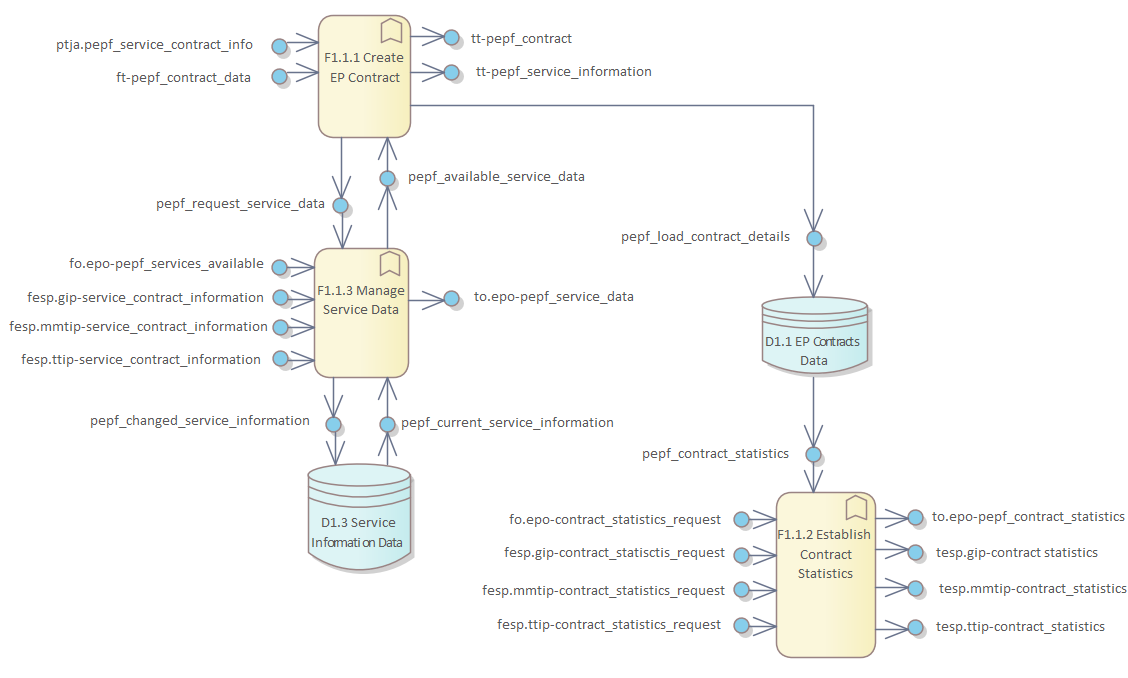 ptja.pepf_service_contract_info
ft-pepf_contract_data
F1.1.1 Create
EP Contract
tt-pepf_contract
tt-pepf_service_information
pepf_request_service_data
pepf_available_service_data
pepf_load_contract_details
fo.epo-pepf_services_available
fesp.gip-service_contract_information
fesp.mmtip-service_contract_information
fesp.ttip-service_contract_information
F1.1.3 Manage
Service Data
to.epo-pepf_service_data
D1.1 EP Contracts
Data
pepf_changed_service_information
pepf_current_service_information
pepf_contract_statistics
D1.3 Service
Information Data
fo.epo-contract_statistics_request
fesp.gip-contract_statisctis_request
fesp.mmtip-contract_statistics_request
fesp.ttip-contract_statistics_request
F1.1.2 Establish
Contract
Statistics
to.epo-pepf_contract_statistics
tesp.gip-contract statistics
tesp.mmtip-contract_statistics
tesp.ttip-contract_statistics